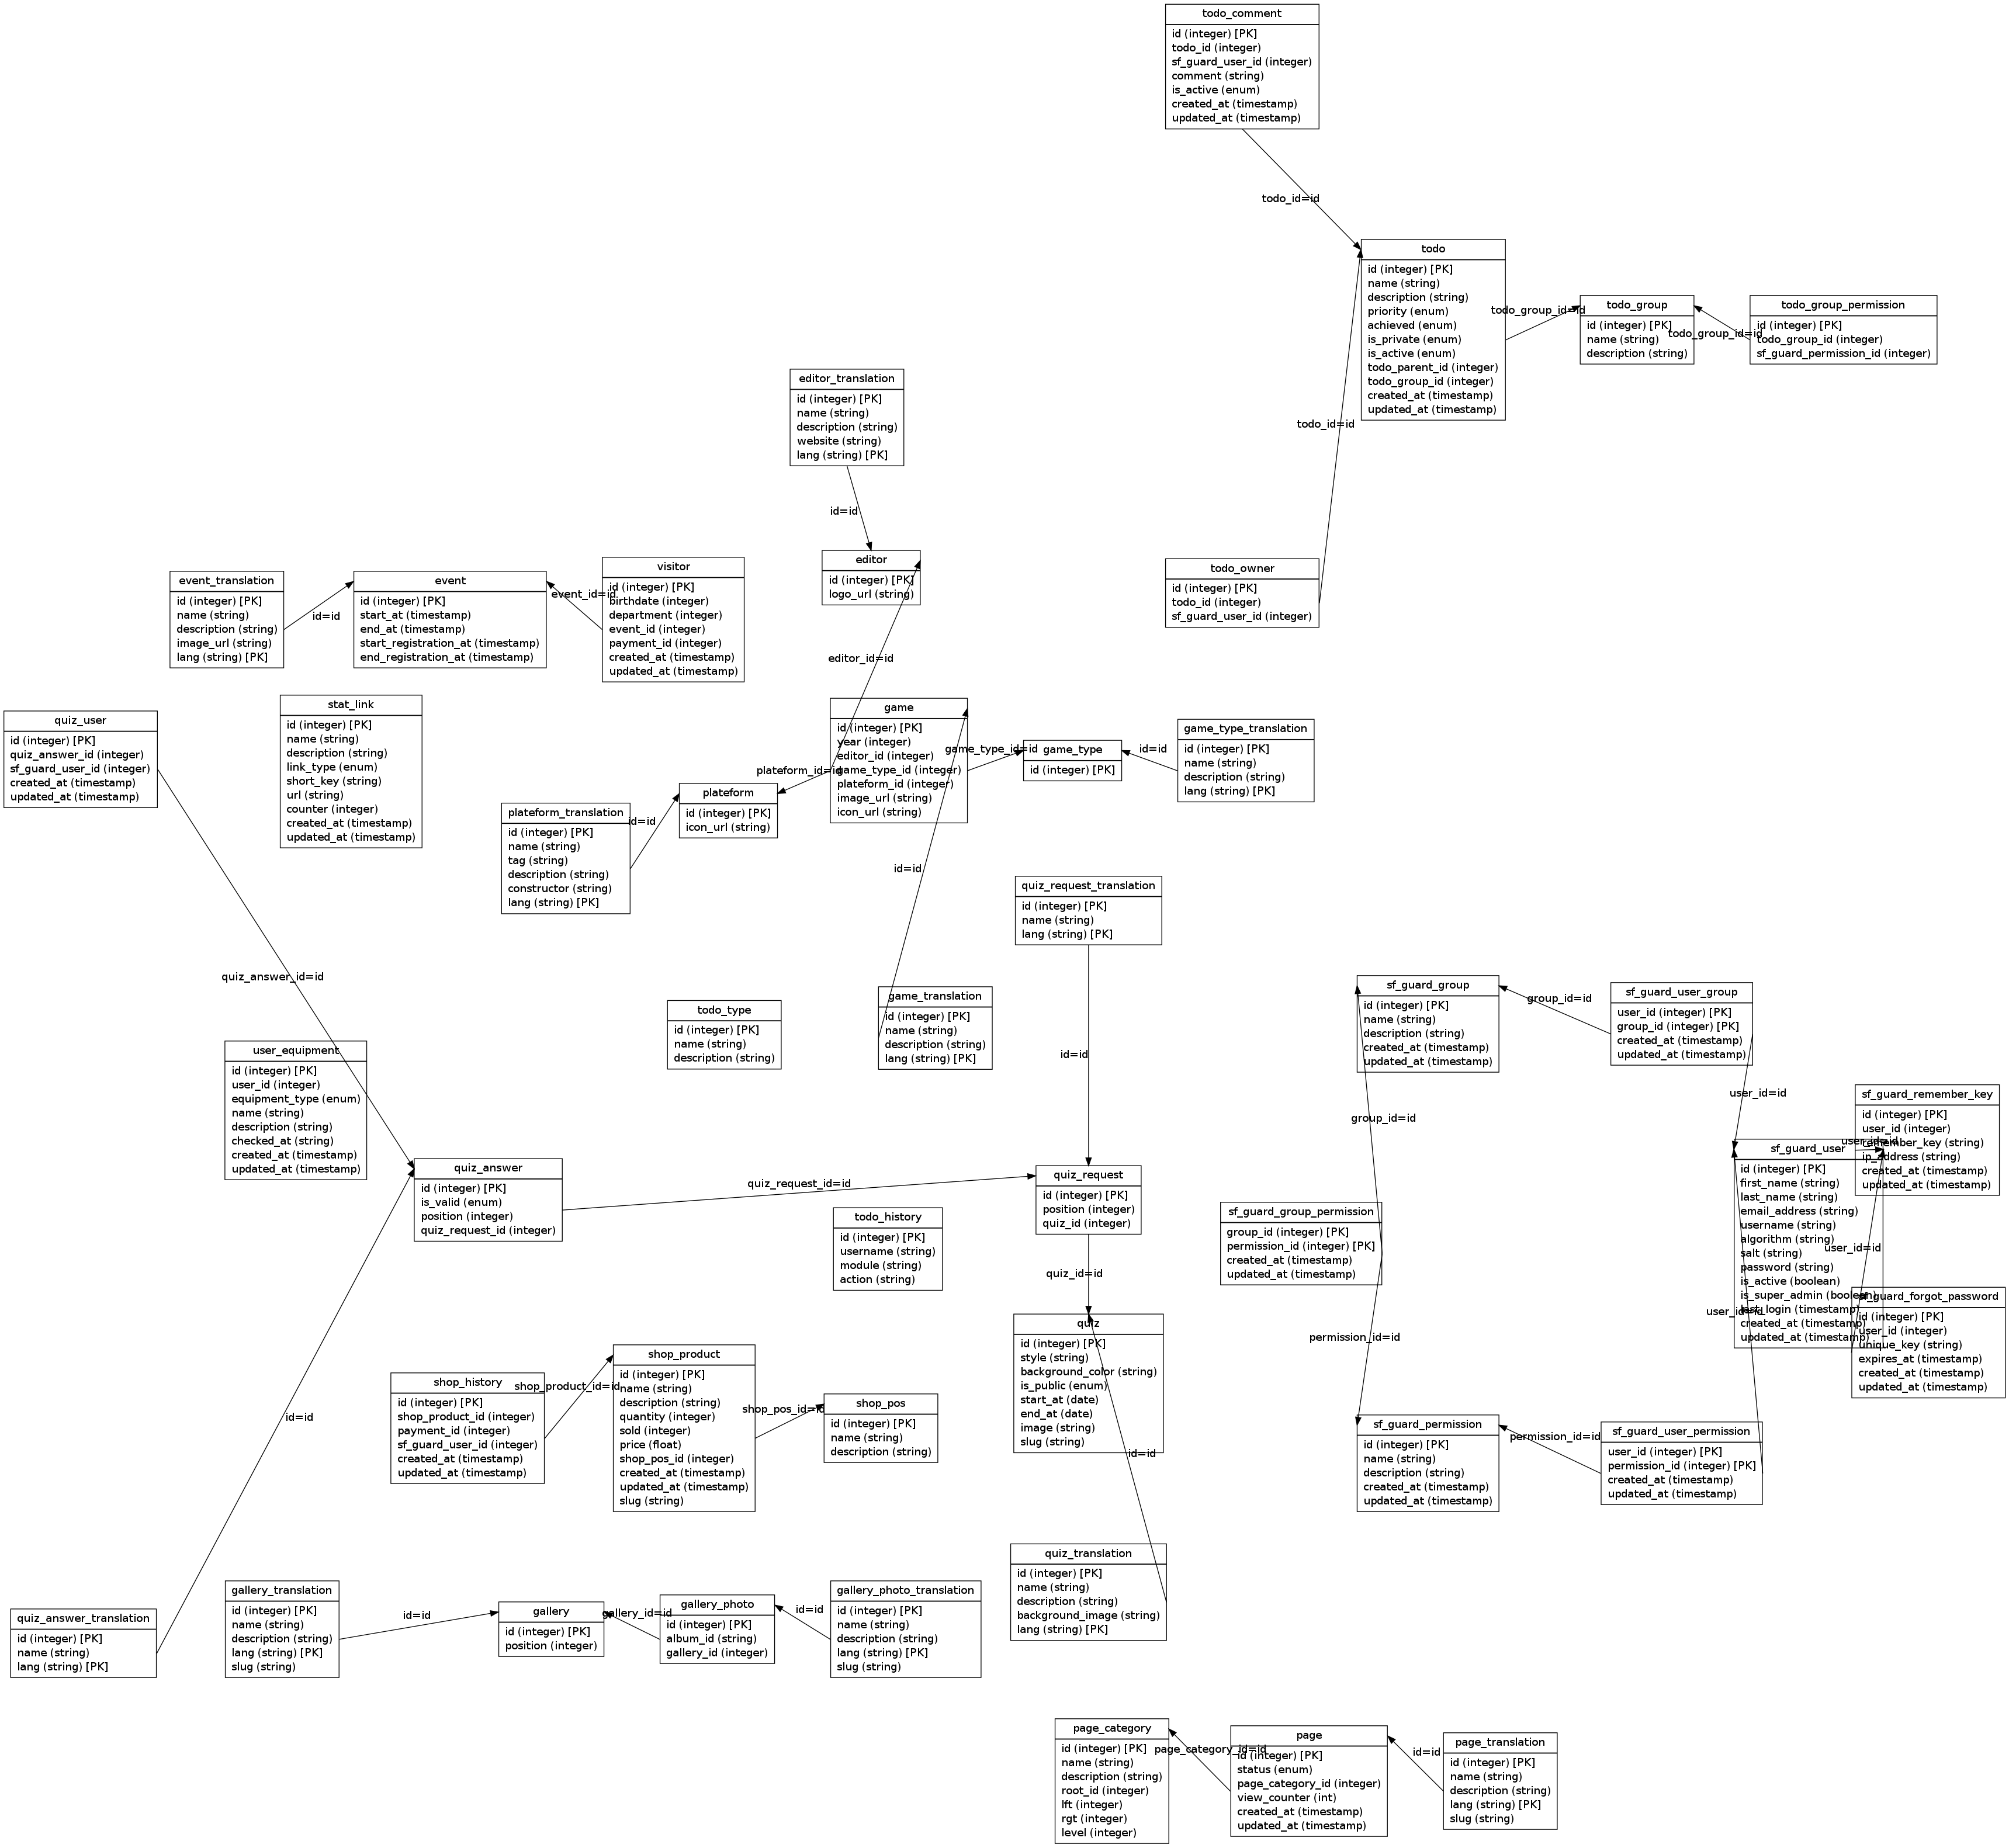 todo_comment
id (integer) [PK]
todo_id (integer)
sf_guard_user_id (integer)
comment (string)
is_active (enum)
created_at (timestamp)
updated_at (timestamp)
todo_id=id
todo
id (integer) [PK]
name (string)
description (string)
priority (enum)
achieved (enum)
is_private (enum)
is_active (enum)
todo_parent_id (integer)
todo_group_id (integer)
created_at (timestamp)
updated_at (timestamp)
todo_group_id=id
todo_group
id (integer) [PK]
name (string)
description (string)
todo_group_id=id
todo_group_permission
id (integer) [PK]
todo_group_id (integer)
sf_guard_permission_id (integer)
todo_id=id
editor_translation
id (integer) [PK]
name (string)
description (string)
website (string)
lang (string) [PK]
id=id
editor
id (integer) [PK]
logo_url (string)
todo_owner
id (integer) [PK]
todo_id (integer)
sf_guard_user_id (integer)
event_translation
id (integer) [PK]
name (string)
description (string)
image_url (string)
lang (string) [PK]
id=id
event
id (integer) [PK]
start_at (timestamp)
end_at (timestamp)
start_registration_at (timestamp)
end_registration_at (timestamp)
event_id=id
visitor
id (integer) [PK]
birthdate (integer)
department (integer)
event_id (integer)
payment_id (integer)
created_at (timestamp)
updated_at (timestamp)
editor_id=id
quiz_user
id (integer) [PK]
quiz_answer_id (integer)
sf_guard_user_id (integer)
created_at (timestamp)
updated_at (timestamp)
stat_link
id (integer) [PK]
name (string)
description (string)
link_type (enum)
short_key (string)
url (string)
counter (integer)
created_at (timestamp)
updated_at (timestamp)
game
id (integer) [PK]
year (integer)
editor_id (integer)
game_type_id (integer)
plateform_id (integer)
image_url (string)
icon_url (string)
game_type_id=id
game_type
id (integer) [PK]
id=id
game_type_translation
id (integer) [PK]
name (string)
description (string)
lang (string) [PK]
plateform_id=id
plateform
id (integer) [PK]
icon_url (string)
id=id
plateform_translation
id (integer) [PK]
name (string)
tag (string)
description (string)
constructor (string)
lang (string) [PK]
id=id
quiz_request_translation
id (integer) [PK]
name (string)
lang (string) [PK]
quiz_answer_id=id
todo_type
id (integer) [PK]
name (string)
description (string)
game_translation
id (integer) [PK]
name (string)
description (string)
lang (string) [PK]
id=id
sf_guard_group
id (integer) [PK]
name (string)
description (string)
created_at (timestamp)
updated_at (timestamp)
group_id=id
sf_guard_user_group
user_id (integer) [PK]
group_id (integer) [PK]
created_at (timestamp)
updated_at (timestamp)
user_equipment
id (integer) [PK]
user_id (integer)
equipment_type (enum)
name (string)
description (string)
checked_at (string)
created_at (timestamp)
updated_at (timestamp)
group_id=id
user_id=id
sf_guard_remember_key
id (integer) [PK]
user_id (integer)
remember_key (string)
ip_address (string)
created_at (timestamp)
updated_at (timestamp)
user_id=id
sf_guard_user
id (integer) [PK]
first_name (string)
last_name (string)
email_address (string)
username (string)
algorithm (string)
salt (string)
password (string)
is_active (boolean)
is_super_admin (boolean)
last_login (timestamp)
created_at (timestamp)
updated_at (timestamp)
user_id=id
user_id=id
sf_guard_forgot_password
id (integer) [PK]
user_id (integer)
unique_key (string)
expires_at (timestamp)
created_at (timestamp)
updated_at (timestamp)
quiz_answer
id (integer) [PK]
is_valid (enum)
position (integer)
quiz_request_id (integer)
quiz_request_id=id
quiz_request
id (integer) [PK]
position (integer)
quiz_id (integer)
todo_history
id (integer) [PK]
username (string)
module (string)
action (string)
quiz_id=id
sf_guard_group_permission
group_id (integer) [PK]
permission_id (integer) [PK]
created_at (timestamp)
updated_at (timestamp)
permission_id=id
quiz
id (integer) [PK]
style (string)
background_color (string)
is_public (enum)
start_at (date)
end_at (date)
image (string)
slug (string)
id=id
shop_history
id (integer) [PK]
shop_product_id (integer)
payment_id (integer)
sf_guard_user_id (integer)
created_at (timestamp)
updated_at (timestamp)
shop_product_id=id
shop_product
id (integer) [PK]
name (string)
description (string)
quantity (integer)
sold (integer)
price (float)
shop_pos_id (integer)
created_at (timestamp)
updated_at (timestamp)
slug (string)
shop_pos_id=id
shop_pos
id (integer) [PK]
name (string)
description (string)
sf_guard_permission
id (integer) [PK]
name (string)
description (string)
created_at (timestamp)
updated_at (timestamp)
permission_id=id
sf_guard_user_permission
user_id (integer) [PK]
permission_id (integer) [PK]
created_at (timestamp)
updated_at (timestamp)
id=id
quiz_translation
id (integer) [PK]
name (string)
description (string)
background_image (string)
lang (string) [PK]
quiz_answer_translation
id (integer) [PK]
name (string)
lang (string) [PK]
gallery_translation
id (integer) [PK]
name (string)
description (string)
lang (string) [PK]
slug (string)
id=id
gallery
id (integer) [PK]
position (integer)
gallery_id=id
gallery_photo
id (integer) [PK]
album_id (string)
gallery_id (integer)
id=id
gallery_photo_translation
id (integer) [PK]
name (string)
description (string)
lang (string) [PK]
slug (string)
page_category
id (integer) [PK]
name (string)
description (string)
root_id (integer)
lft (integer)
rgt (integer)
level (integer)
page_category_id=id
page
id (integer) [PK]
status (enum)
page_category_id (integer)
view_counter (int)
created_at (timestamp)
updated_at (timestamp)
id=id
page_translation
id (integer) [PK]
name (string)
description (string)
lang (string) [PK]
slug (string)